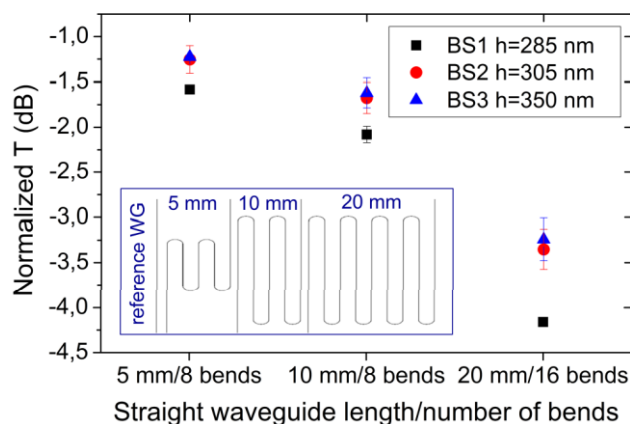 -1,0
-1,5
-2,0
-2,5
-3,0
-3,5
-4,0
-4,5
Normalized T (dB)
BS1 h=285 nm
BS2 h=305 nm
BS3 h=350 nm
reference WG
5 mm
10 mm
20 mm
5 mm/8 bends
10 mm/8 bends
20 mm/16 bends
Straight waveguide length/number of bends